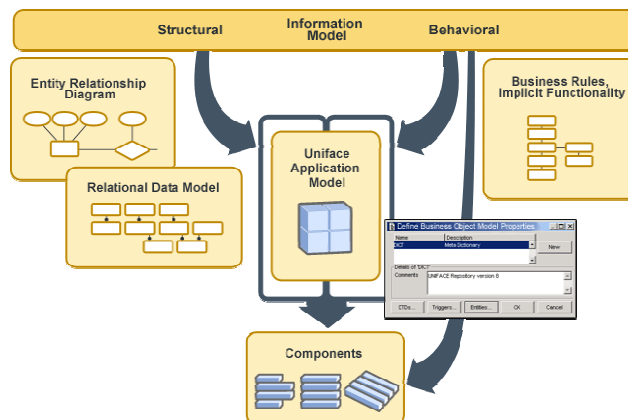 Structural
Information
Model
Behavioral
Entity Relationship
Diagram
Business Rules,
Implicit Functionality
Uniface
Application
Model
Relational Data Model
Define Business Object Model Properties
Name
Description
DICT
Meta Dictionary
New
Details of 'DICT'
Comments
UNIFACE Repository version 8
CTDs...
Triggers...
Entities...
OK
Cancel
Components